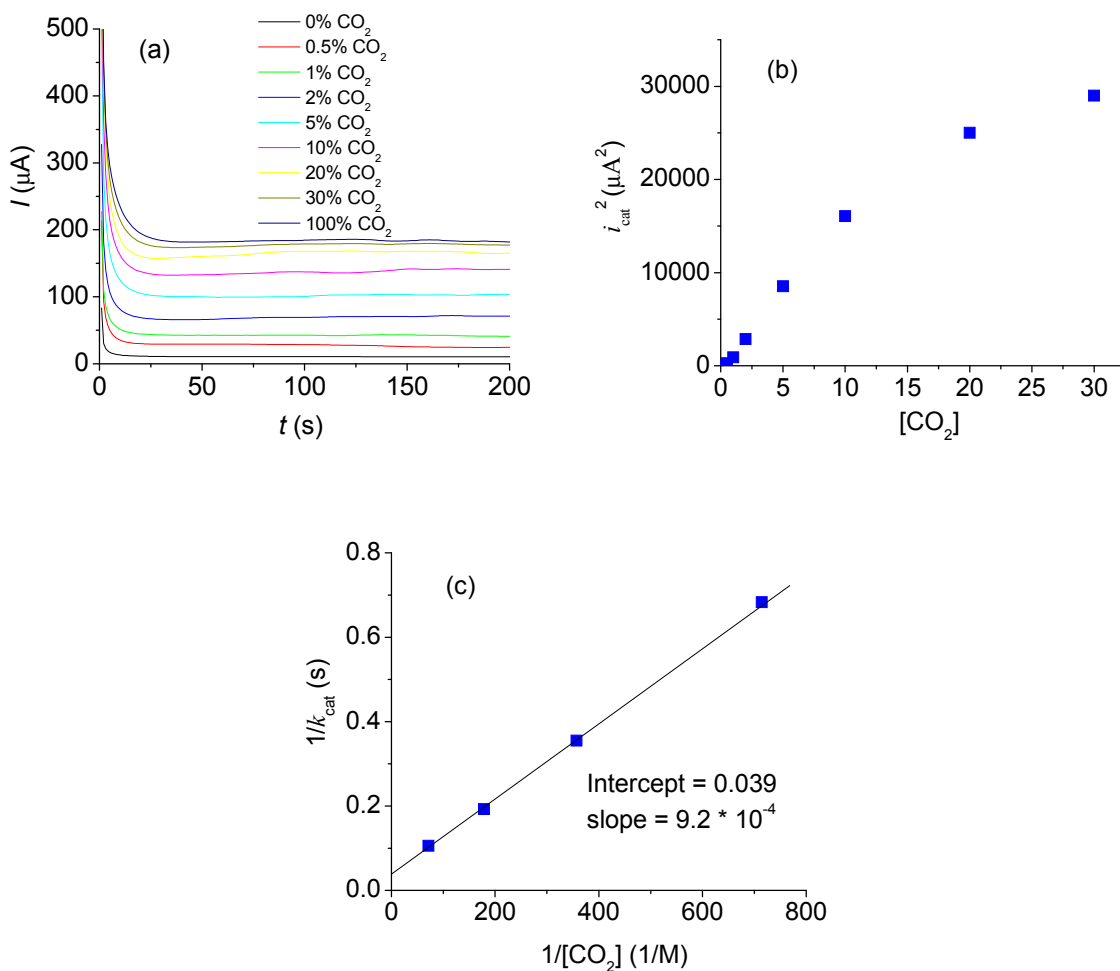 (a)
0% CO₂
0.5% CO₂
1% CO₂
2% CO₂
5% CO₂
10% CO₂
20% CO₂
30% CO₂
100% CO₂
500
400
300
200
100
0
I (μA)
0 50 100 150 200
t (s)
(b)
30000
20000
10000
0
i_cat² (μA²)
0 5 10 15 20 25 30
[CO₂]
(c)
0.8
0.6
0.4
0.2
0.0
1/k_cat (s)
Intercept = 0.039
slope = 9.2 * 10⁻⁴
0 200 400 600 800
1/[CO₂] (1/M)